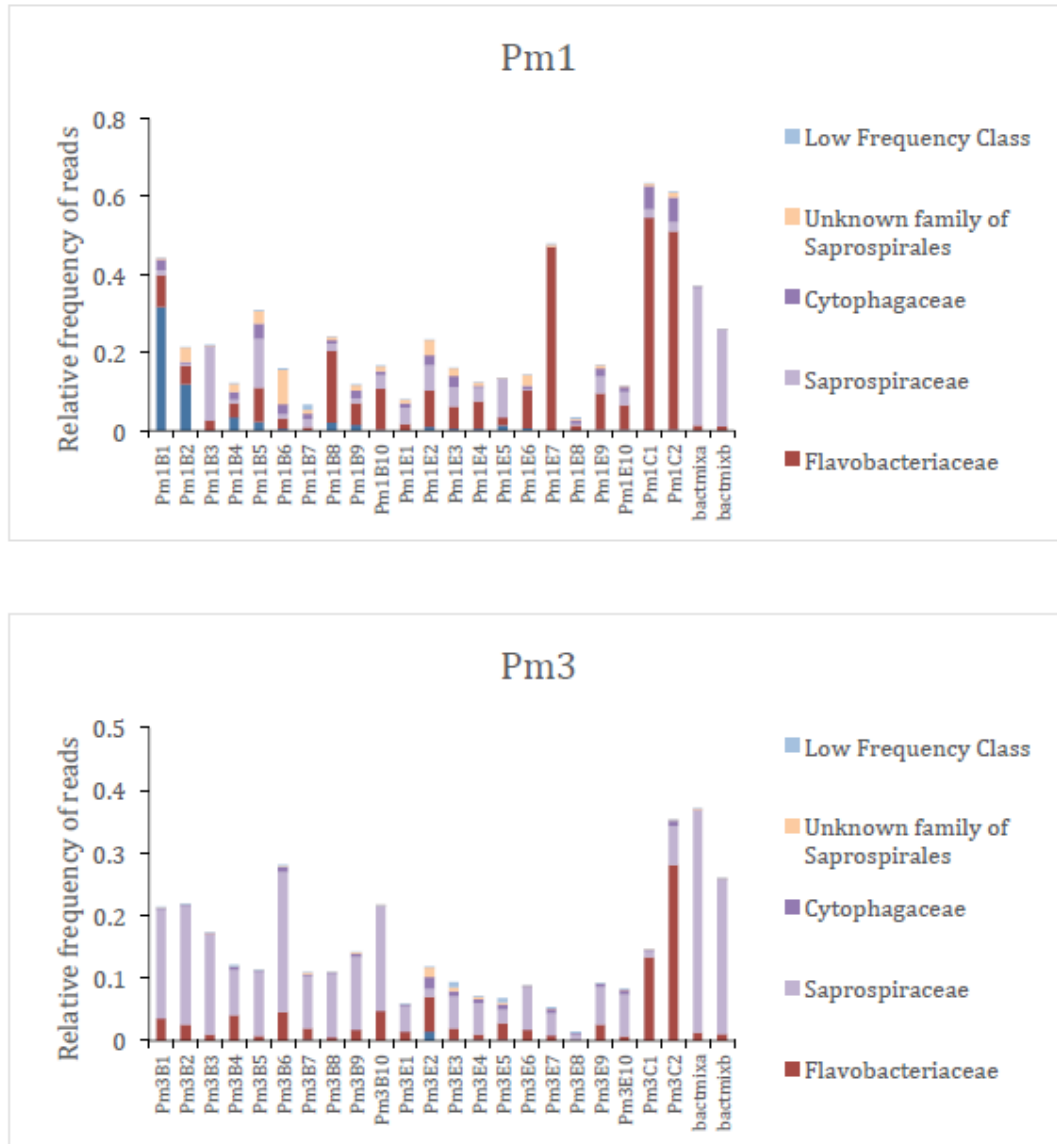 Pm1
Relative frequency of reads
0.8
0.6
0.4
0.2
0
Pm1B1
Pm1B2
Pm1B3
Pm1B4
Pm1B5
Pm1B6
Pm1B7
Pm1B8
Pm1B9
Pm1B10
Pm1E1
Pm1E2
Pm1E3
Pm1E4
Pm1E5
Pm1E6
Pm1E7
Pm1E8
Pm1E9
Pm1E10
Pm1C1
Pm1C2
bactmixa
bactmixb
Low Frequency Class
Unknown family of
Saprospirales
Cytophagaceae
Saprospiraceae
Flavobacteriaceae
Pm3
Relative frequency of reads
0.5
0.4
0.3
0.2
0.1
0
Pm3B1
Pm3B2
Pm3B3
Pm3B4
Pm3B5
Pm3B6
Pm3B7
Pm3B8
Pm3B9
Pm3B10
Pm3E1
Pm3E2
Pm3E3
Pm3E4
Pm3E5
Pm3E6
Pm3E7
Pm3E8
Pm3E9
Pm3E10
Pm3C1
Pm3C2
bactmixa
bactmixb
Low Frequency Class
Unknown family of
Saprospirales
Cytophagaceae
Saprospiraceae
Flavobacteriaceae